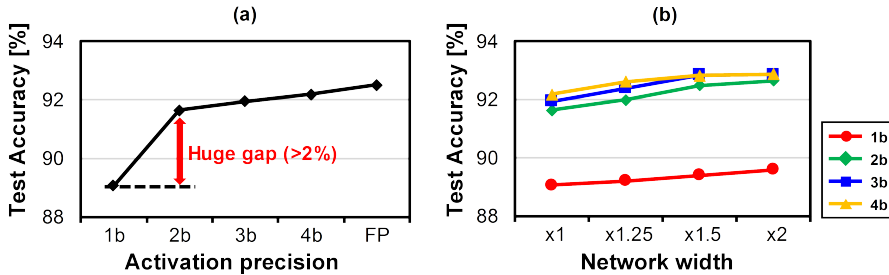 (a)
Test Accuracy [%]
94
92
90
88
Huge gap (>2%)
1b 2b 3b 4b FP
Activation precision
(b)
Test Accuracy [%]
94
92
90
88
x1 x1.25 x1.5 x2
Network width
1b
2b
3b
4b